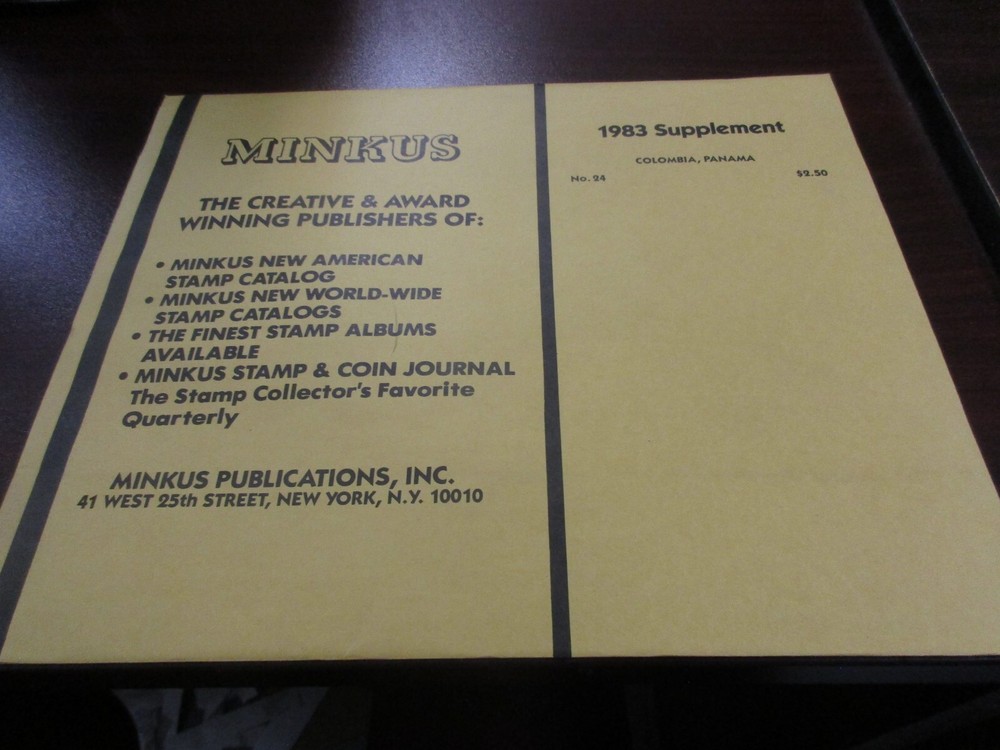 MINKUS
THE CREATIVE & AWARD
WINNING PUBLISHERS OF:
• MINKUS NEW AMERICAN
STAMP CATALOG
• MINKUS NEW WORLD-WIDE
STAMP CATALOGS
• THE FINEST STAMP ALBUMS
AVAILABLE
• MINKUS STAMP & COIN JOURNAL
The Stamp Collector's Favorite
Quarterly
MINKUS PUBLICATIONS, INC.
41 WEST 25th STREET, NEW YORK, N.Y. 10010
1983 Supplement
COLOMBIA, PANAMA
No. 24 $2.50